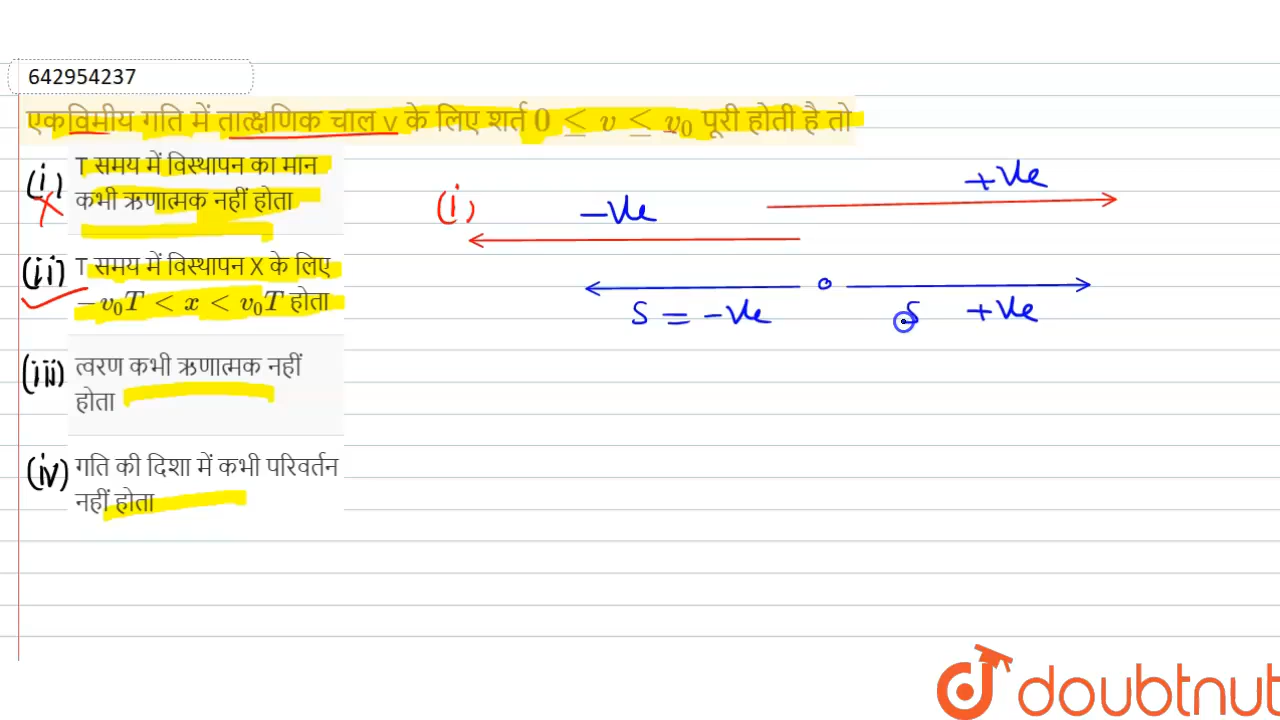 642954237
एकविमीय गति में तात्क्षणिक चाल v के लिए शर्त 0 ≤ v ≤ v₀ पूरी होती है तो
(i) T समय में विस्थापन का मान
कभी ऋणात्मक नहीं होता
(ii) T समय में विस्थापन X के लिए
−v₀T < x < v₀T होता
(iii) त्वरण कभी ऋणात्मक नहीं
होता
(iv) गति की दिशा में कभी परिवर्तन
नहीं होता
(i) −Ve +Ve
S = −Ve S +Ve
doubtnut